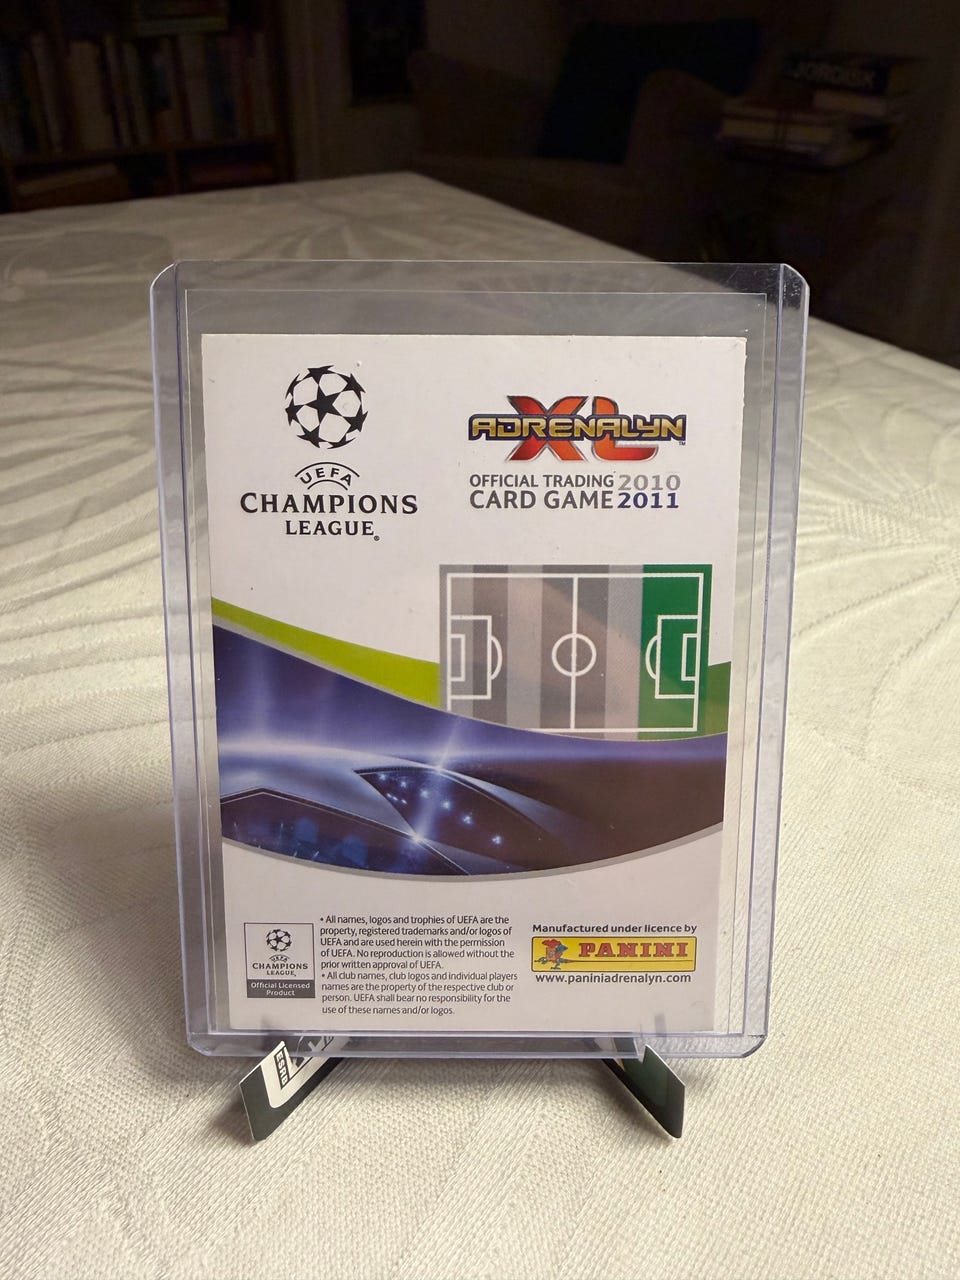 JORDISK
UEFA
CHAMPIONS
LEAGUE®
ADRENALYN
XL™
OFFICIAL TRADING
CARD GAME
2010
2011
UEFA
CHAMPIONS
LEAGUE®
Official Licensed
Product
• All names, logos and trophies of UEFA are the
property, registered trademarks and/or logos of
UEFA and are used herein with the permission
of UEFA. No reproduction is allowed without the
prior written approval of UEFA.
• All club names, club logos and individual players
names are the property of the respective club or
person. UEFA shall bear no responsibility for the
use of these names and/or logos.
Manufactured under licence by
PANINI
www.paniniadrenalyn.com
ESRB